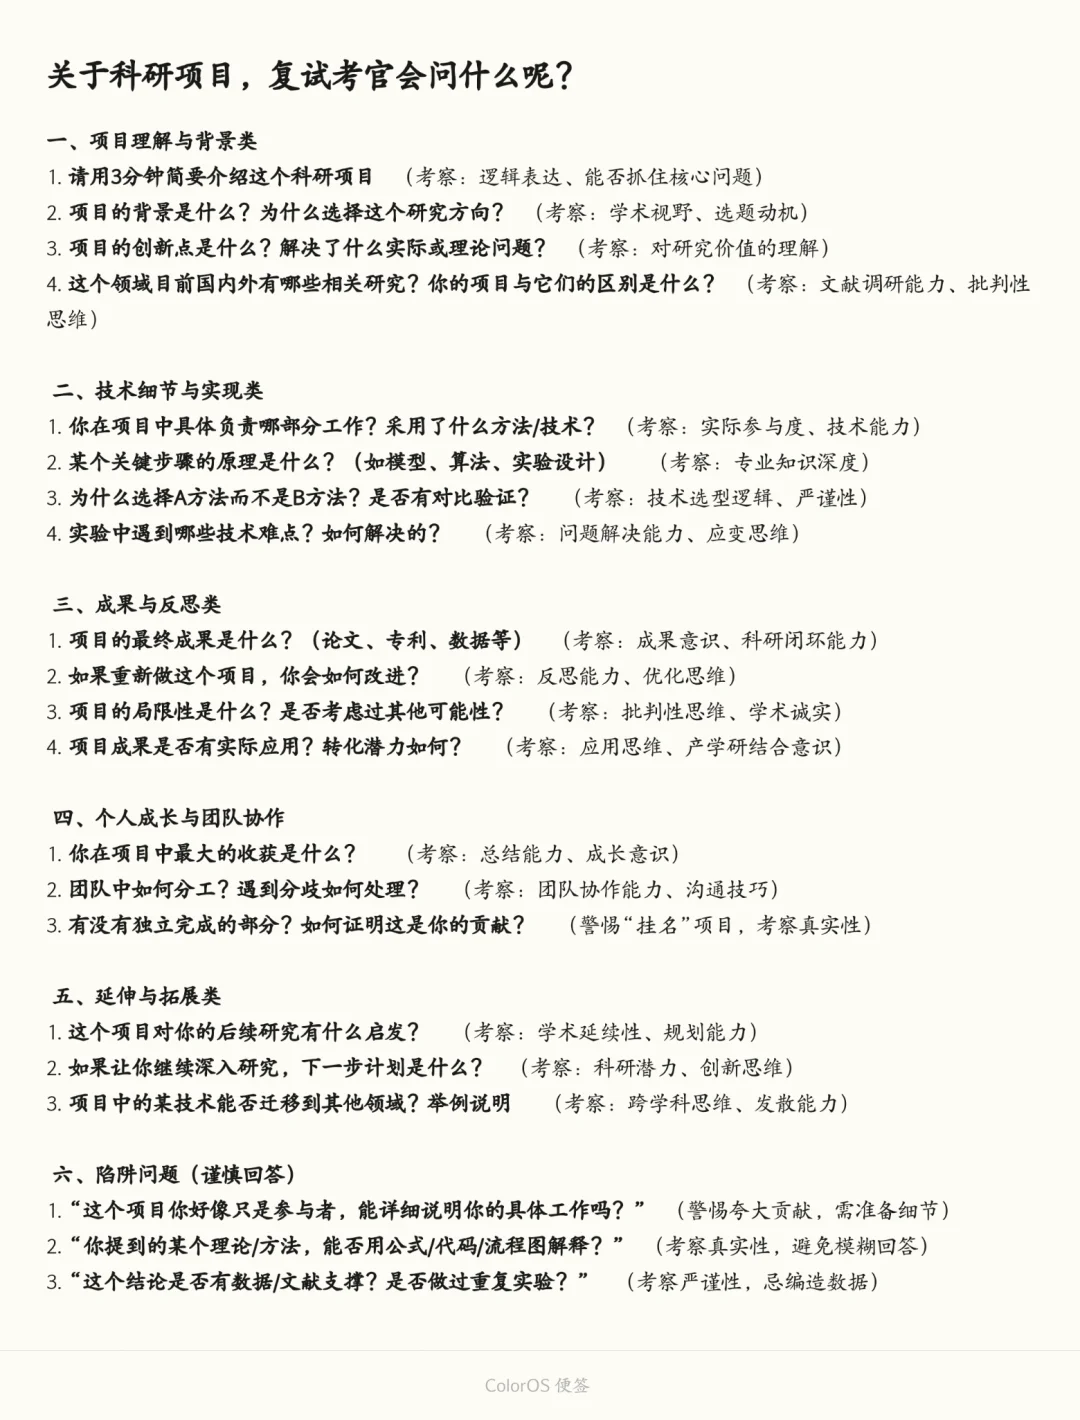 关于科研项目，复试考官会问什么呢？
一、项目理解与背景类
1. 请用3分钟简要介绍这个科研项目 （考察：逻辑表达、能否抓住核心问题）
2. 项目的背景是什么？为什么选择这个研究方向？ （考察：学术视野、选题动机）
3. 项目的创新点是什么？解决了什么实际或理论问题？ （考察：对研究价值的理解）
4. 这个领域目前国内外有哪些相关研究？你的项目与它们的区别是什么？ （考察：文献调研能力、批判性
思维）
二、技术细节与实现类
1. 你在项目中具体负责哪部分工作？采用了什么方法/技术？ （考察：实际参与度、技术能力）
2. 某个关键步骤的原理是什么？（如模型、算法、实验设计） （考察：专业知识深度）
3. 为什么选择A方法而不是B方法？是否有对比验证？ （考察：技术选型逻辑、严谨性）
4. 实验中遇到哪些技术难点？如何解决的？ （考察：问题解决能力、应变思维）
三、成果与反思类
1. 项目的最终成果是什么？（论文、专利、数据等） （考察：成果意识、科研闭环能力）
2. 如果重新做这个项目，你会如何改进？ （考察：反思能力、优化思维）
3. 项目的局限性是什么？是否考虑过其他可能性？ （考察：批判性思维、学术诚实）
4. 项目成果是否有实际应用？转化潜力如何？ （考察：应用思维、产学研结合意识）
四、个人成长与团队协作
1. 你在项目中最大的收获是什么？ （考察：总结能力、成长意识）
2. 团队中如何分工？遇到分歧如何处理？ （考察：团队协作能力、沟通技巧）
3. 有没有独立完成的部分？如何证明这是你的贡献？ （警惕“挂名”项目，考察真实性）
五、延伸与拓展类
1. 这个项目对你的后续研究有什么启发？ （考察：学术延续性、规划能力）
2. 如果让你继续深入研究，下一步计划是什么？ （考察：科研潜力、创新思维）
3. 项目中的某技术能否迁移到其他领域？举例说明 （考察：跨学科思维、发散能力）
六、陷阱问题（谨慎回答）
1. “这个项目你好像只是参与者，能详细说明你的具体工作吗？” （警惕夸大贡献，需准备细节）
2. “你提到的某个理论/方法，能否用公式/代码/流程图解释？” （考察真实性，避免模糊回答）
3. “这个结论是否有数据/文献支撑？是否做过重复实验？” （考察严谨性，忌编造数据）
ColorOS 便签